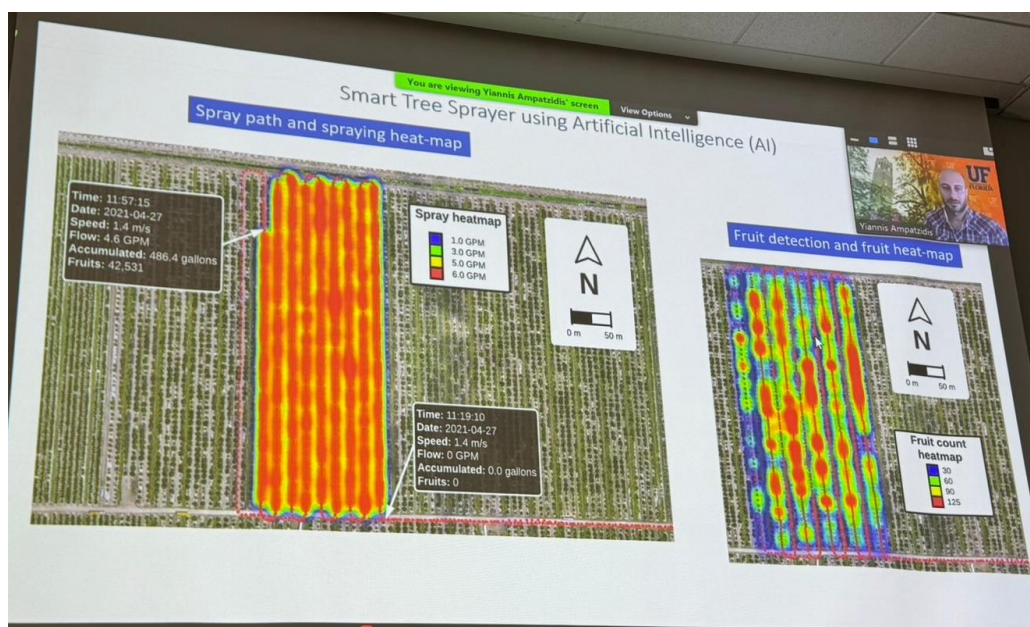 You are viewing Yiannis Ampatzidis' screen
View Options
Smart Tree Sprayer using Artificial Intelligence (AI)
Spray path and spraying heat-map
Time: 11:57:15
Date: 2021-04-27
Speed: 1.4 m/s
Flow: 4.6 GPM
Accumulated: 486.4 gallons
Fruits: 42,531
Spray heatmap
1.0 GPM
3.0 GPM
5.0 GPM
6.0 GPM
N
0 m 50 m
Time: 11:19:10
Date: 2021-04-27
Speed: 1.4 m/s
Flow: 0 GPM
Accumulated: 0.0 gallons
Fruits: 0
UF
FLORIDA
Yiannis Ampatzidis
Fruit detection and fruit heat-map
N
0 m 50 m
Fruit count
heatmap
30
60
90
125